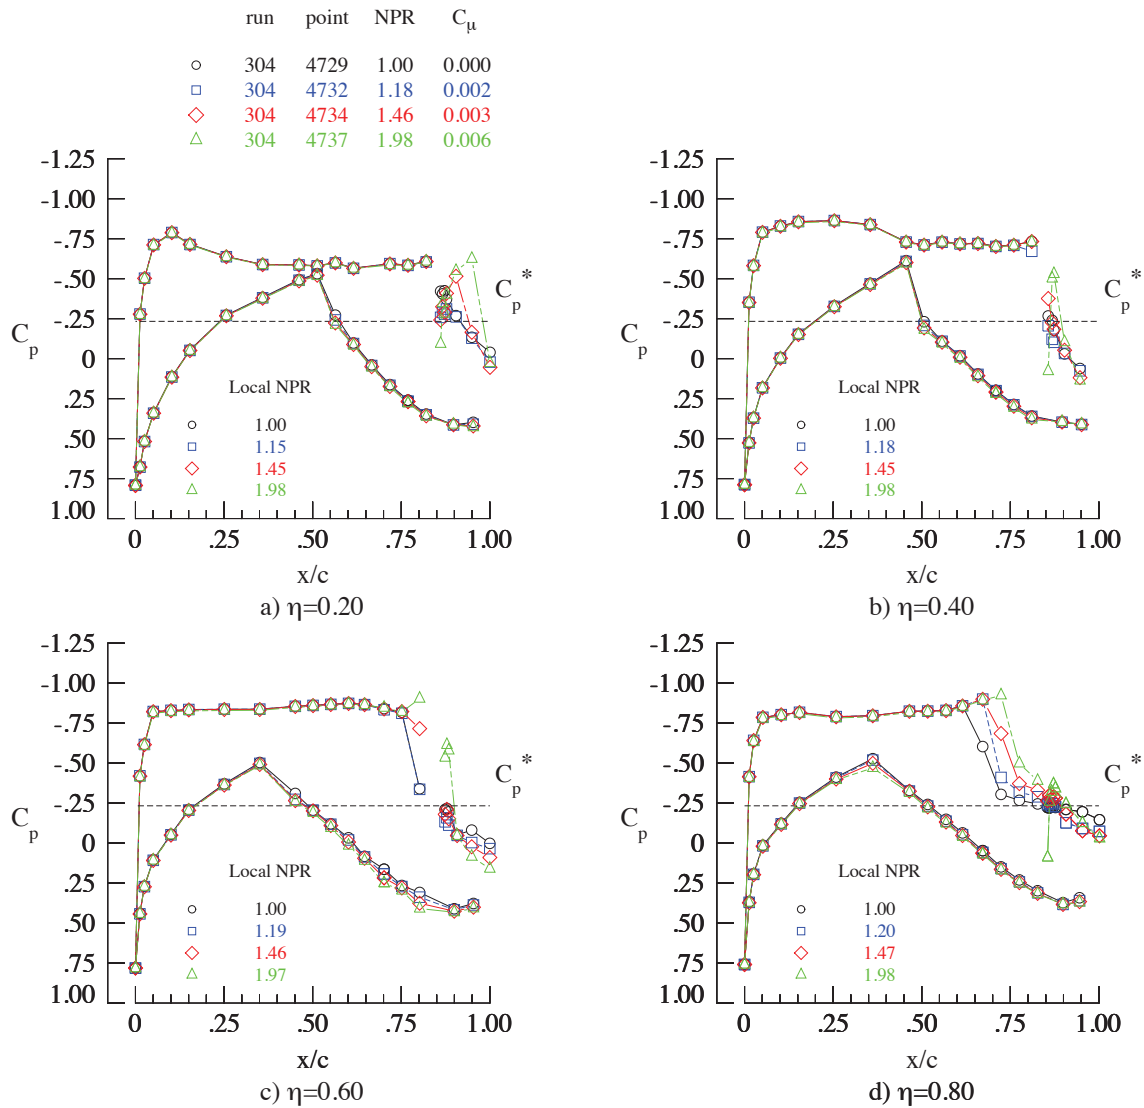 run point NPR Cμ
304 4729 1.00 0.000
304 4732 1.18 0.002
304 4734 1.46 0.003
304 4737 1.98 0.006
-1.25
-1.00
-.75
-.50
-.25
0
.25
.50
.75
1.00
Cp
Cp*
Local NPR
1.00
1.15
1.45
1.98
0 .25 .50 .75 1.00
x/c
a) η=0.20
-1.25
-1.00
-.75
-.50
-.25
0
.25
.50
.75
1.00
Cp
Cp*
Local NPR
1.00
1.18
1.45
1.98
0 .25 .50 .75 1.00
x/c
b) η=0.40
-1.25
-1.00
-.75
-.50
-.25
0
.25
.50
.75
1.00
Cp
Cp*
Local NPR
1.00
1.19
1.46
1.97
0 .25 .50 .75 1.00
x/c
c) η=0.60
-1.25
-1.00
-.75
-.50
-.25
0
.25
.50
.75
1.00
Cp
Cp*
Local NPR
1.00
1.20
1.47
1.98
0 .25 .50 .75 1.00
x/c
d) η=0.80